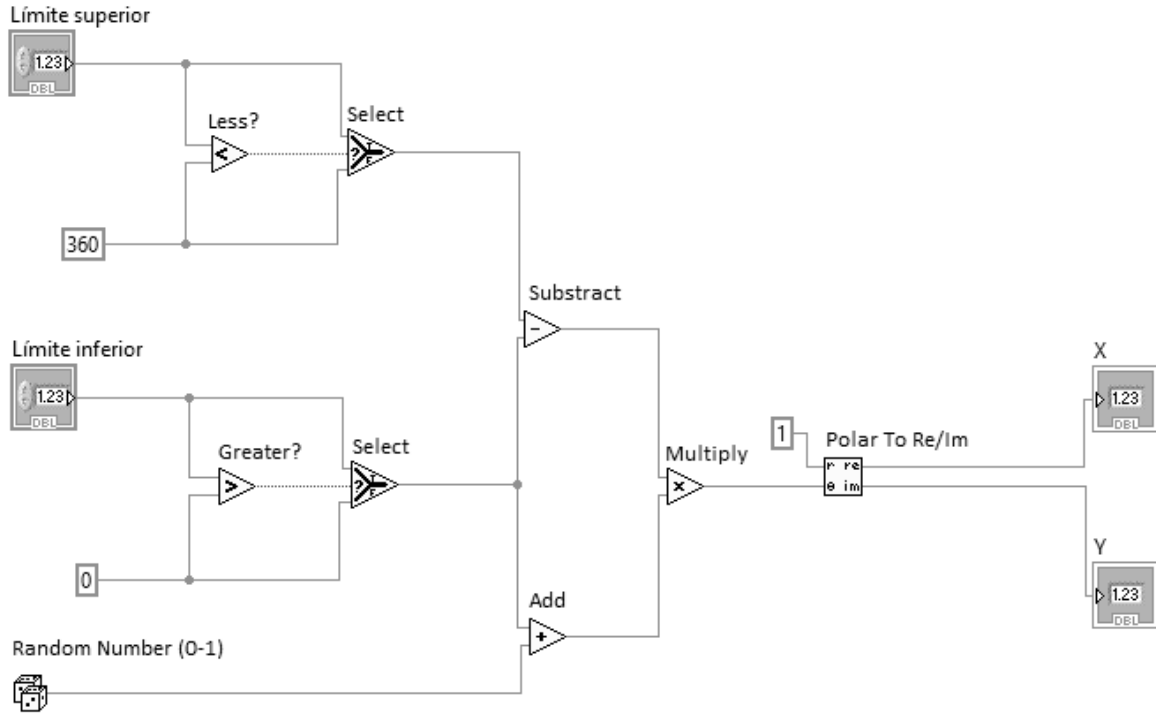 Límite superior
1.23
DBL
Less?
Select
<
?
T
F
360
Substract
-
Límite inferior
1.23
DBL
Greater?
Select
>
?
T
F
0
Multiply
x
1
Polar To Re/Im
r re
θ im
X
1.23
DBL
Y
1.23
DBL
Add
+
Random Number (0-1)